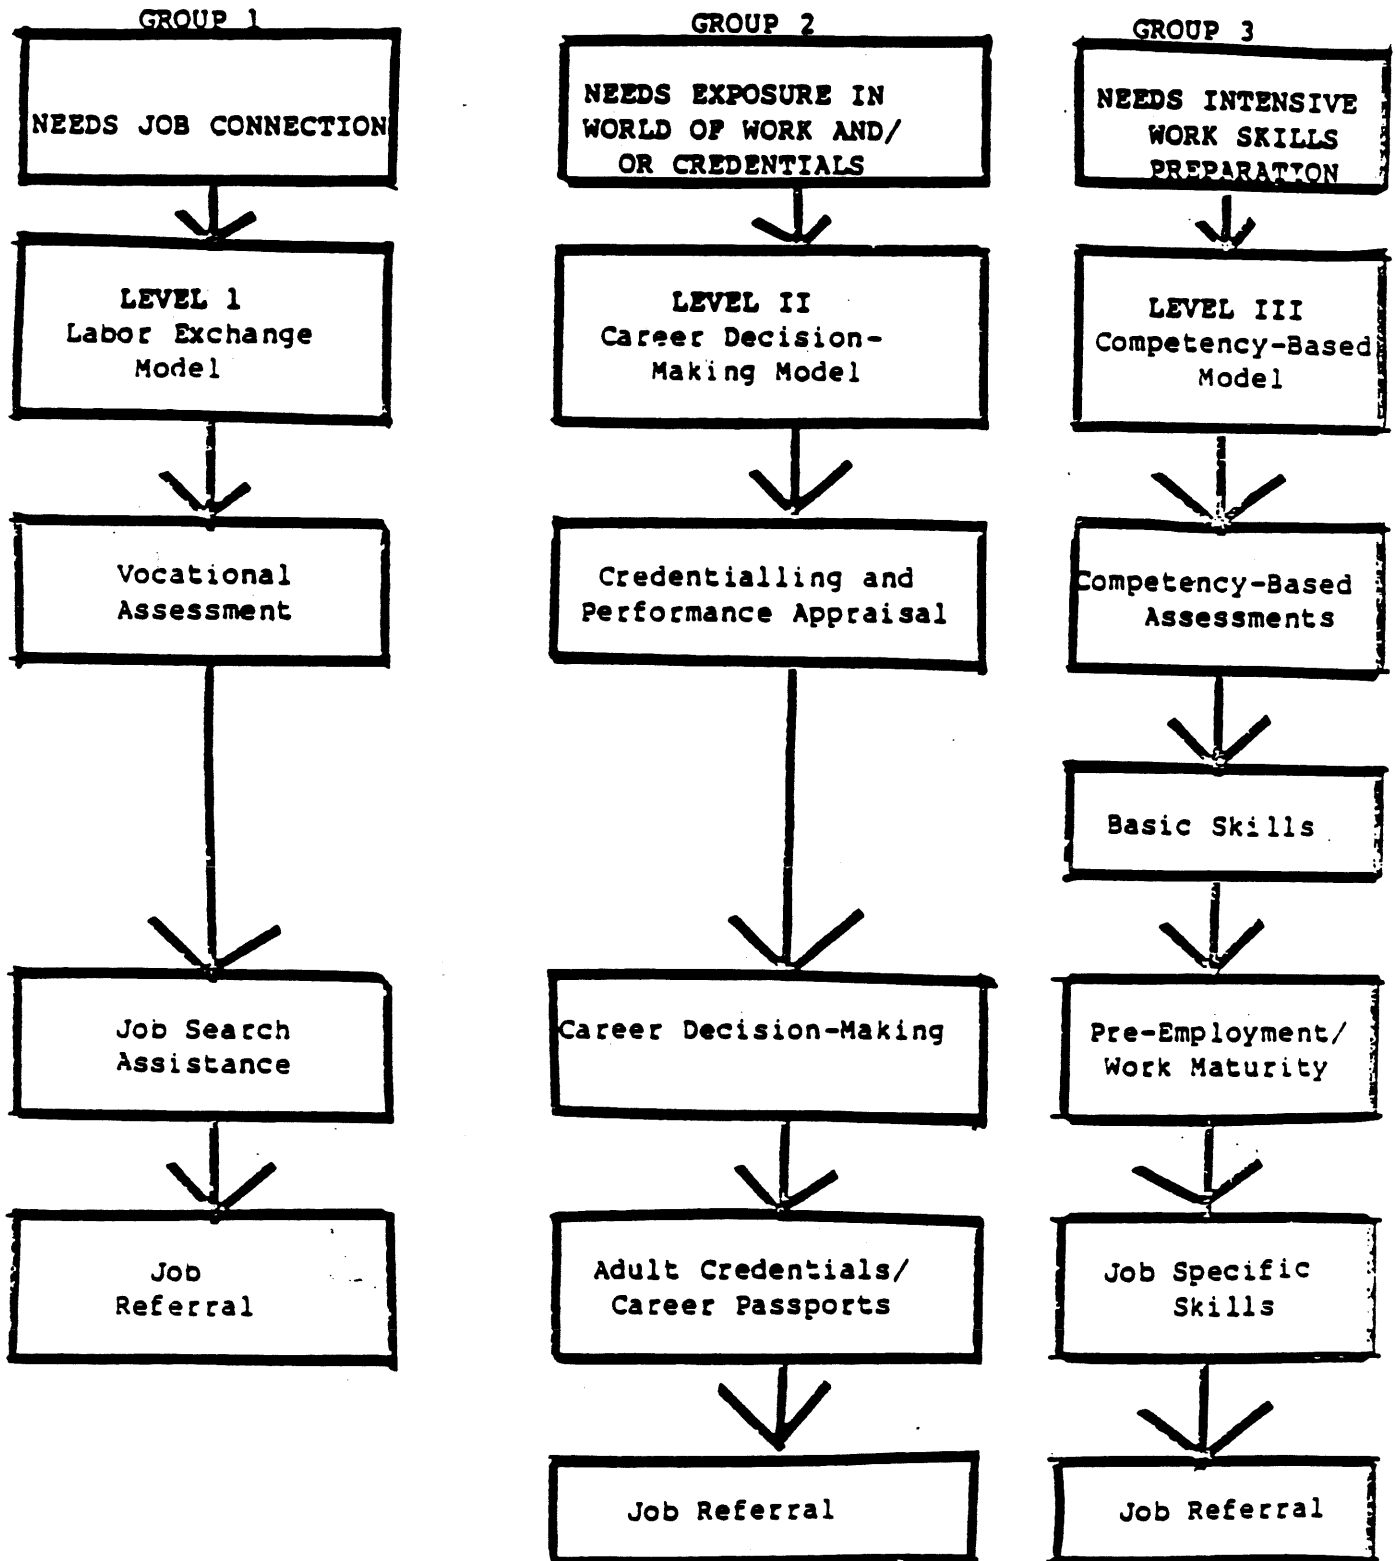 GROUP 1
NEEDS JOB CONNECTION
LEVEL 1
Labor Exchange
Model
Vocational
Assessment
Job Search
Assistance
Job
Referral
GROUP 2
NEEDS EXPOSURE IN
WORLD OF WORK AND/
OR CREDENTIALS
LEVEL II
Career Decision-
Making Model
Credentialling and
Performance Appraisal
Career Decision-Making
Adult Credentials/
Career Passports
Job Referral
GROUP 3
NEEDS INTENSIVE
WORK SKILLS
PREPARATION
LEVEL III
Competency-Based
Model
Competency-Based
Assessments
Basic Skills
Pre-Employment/
Work Maturity
Job Specific
Skills
Job Referral